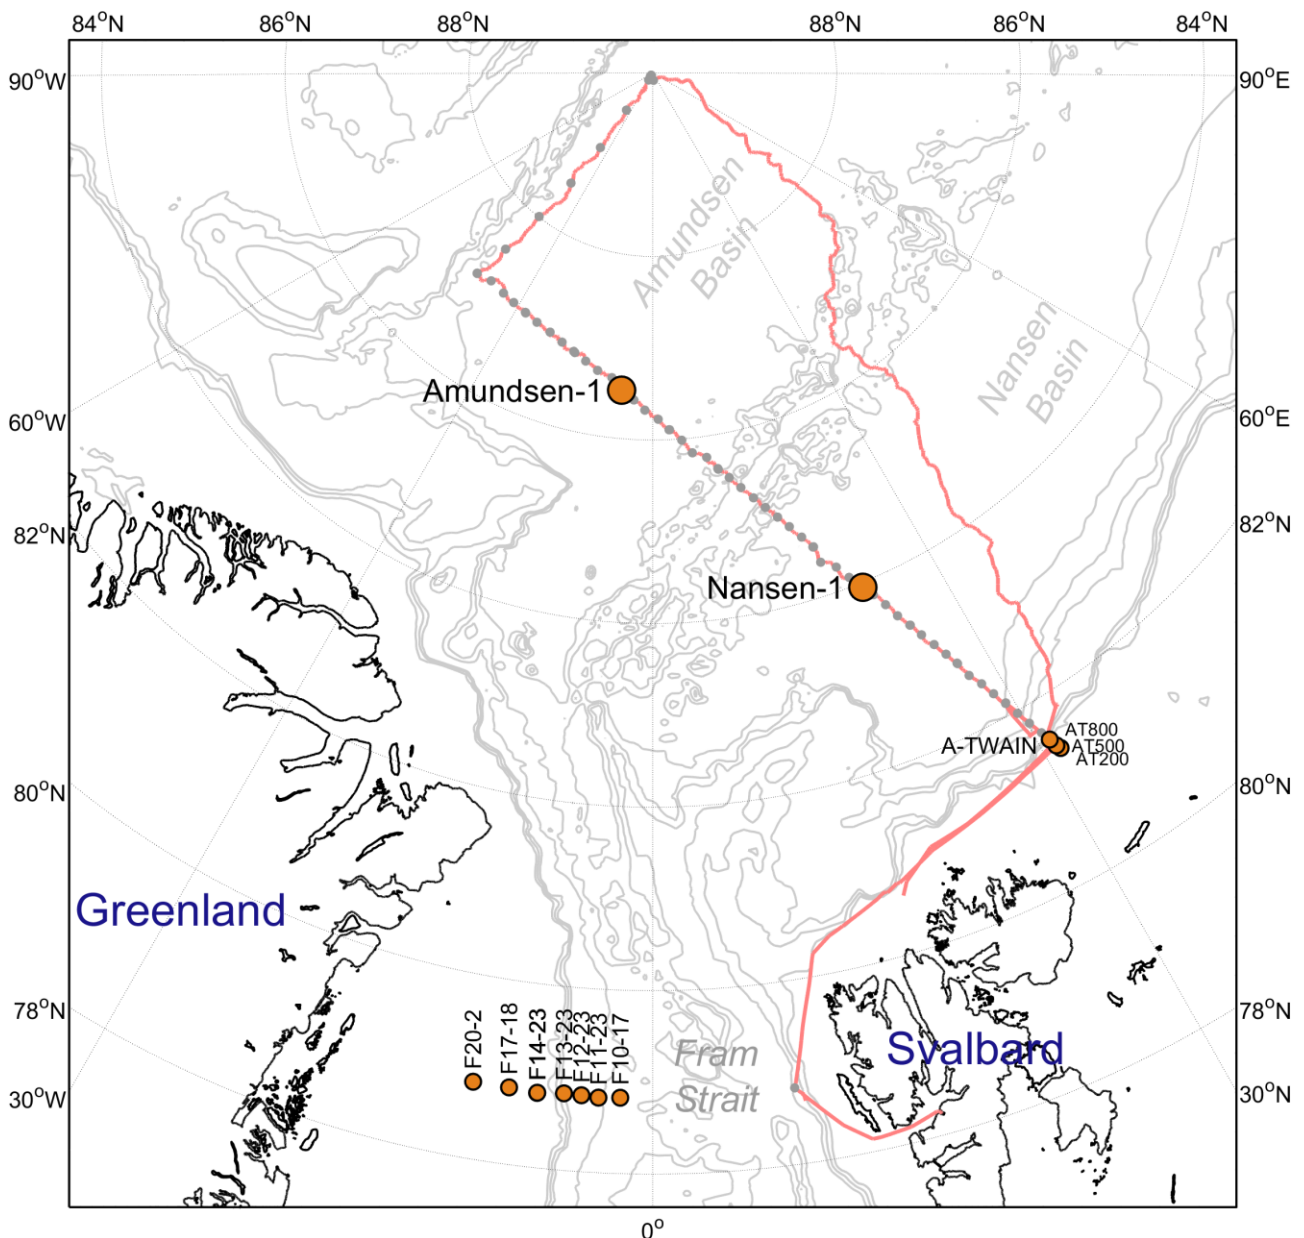 84°N
86°N
88°N
88°N
86°N
84°N
90°W
90°E
Amundsen
Basin
Nansen
Basin
Amundsen-1
60°W
60°E
82°N
82°N
Nansen-1
A-TWAIN
AT800
AT500
AT200
80°N
80°N
Greenland
78°N
78°N
F20-2
F17-18
F14-23
F13-23
F12-23
F11-23
F10-17
Fram
Strait
Svalbard
30°W
30°E
0°